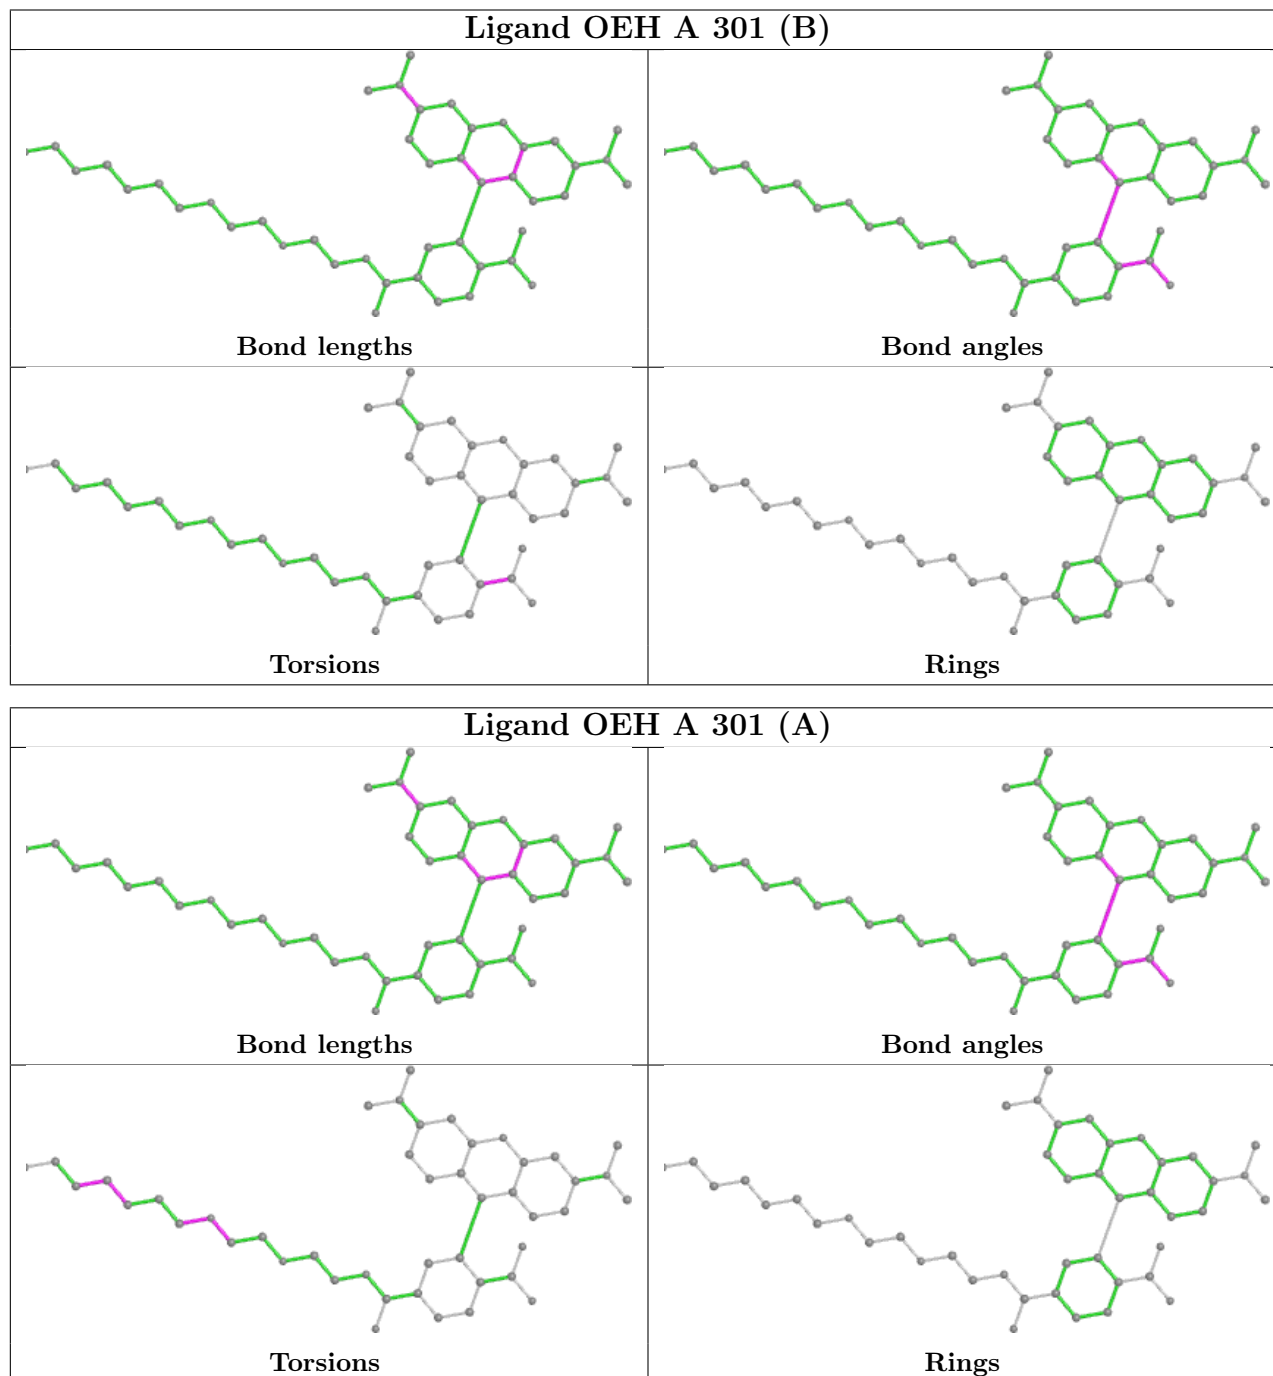 Ligand OEH A 301 (B)
Bond lengths
Bond angles
Torsions
Rings
Ligand OEH A 301 (A)
Bond lengths
Bond angles
Torsions
Rings